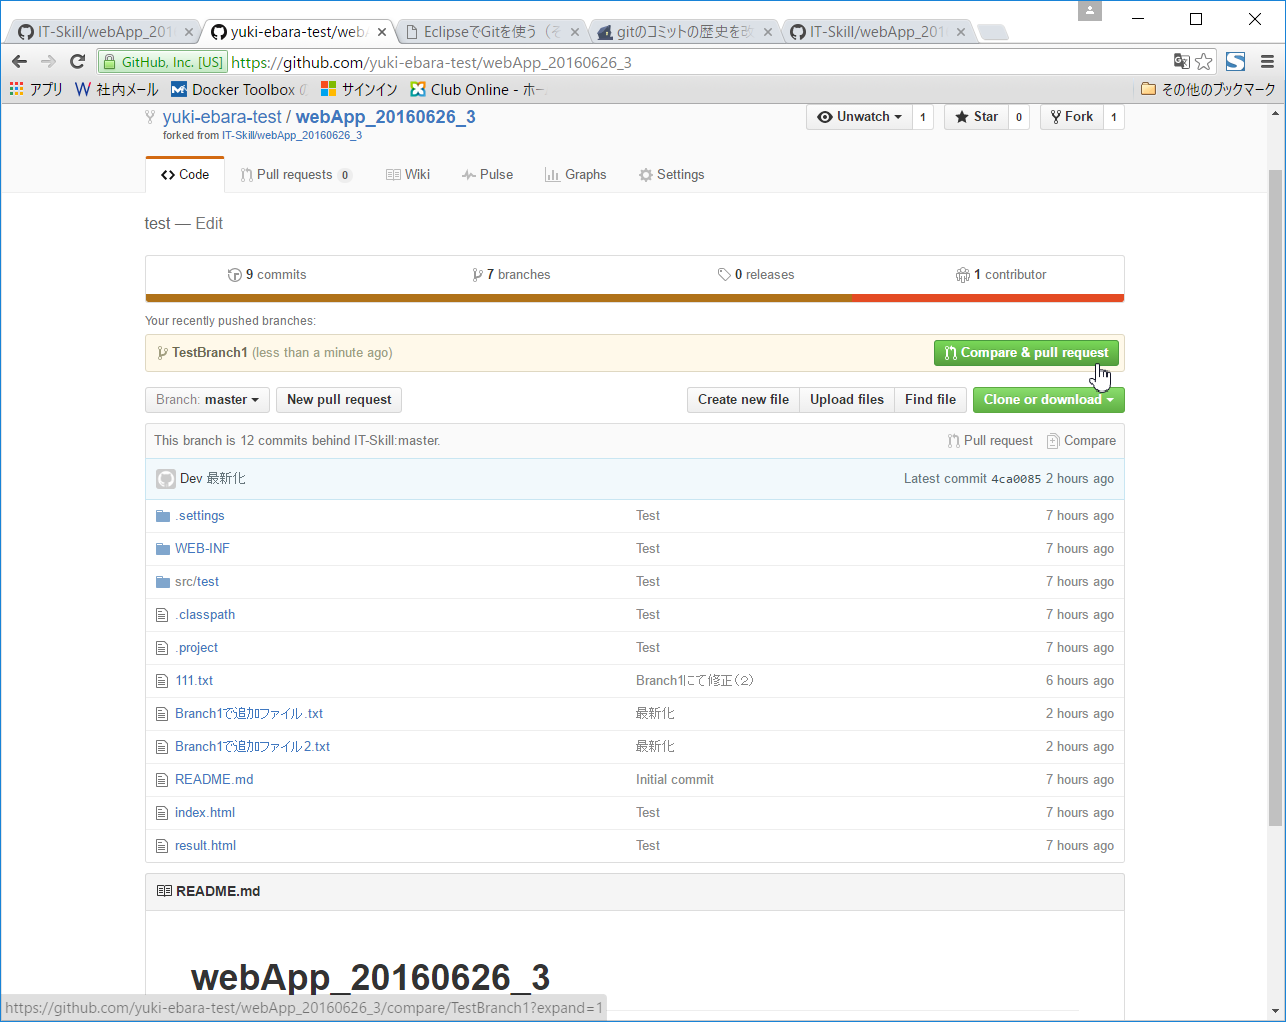 IT-Skill/webApp_201
yuki-ebara-test/web
EclipseでGitを使う(
gitのコミットの歴史を
IT-Skill/webApp_201
GitHub, Inc. [US] https://github.com/yuki-ebara-test/webApp_20160626_3
アプリ 社内メール Docker Toolbox サインイン Club Online - ホー その他のブックマーク
yuki-ebara-test / webApp_20160626_3 Unwatch 1 Star 0 Fork 1
forked from IT-Skill/webApp_20160626_3
Code Pull requests 0 Wiki Pulse Graphs Settings
test — Edit
9 commits 7 branches 0 releases 1 contributor
Your recently pushed branches:
TestBranch1 (less than a minute ago) Compare & pull request
Branch: master New pull request Create new file Upload files Find file Clone or download
This branch is 12 commits behind IT-Skill:master. Pull request Compare
Dev 最新化 Latest commit 4ca0085 2 hours ago
.settings Test 7 hours ago
WEB-INF Test 7 hours ago
src/test Test 7 hours ago
.classpath Test 7 hours ago
.project Test 7 hours ago
111.txt Branch1にて修正(2) 6 hours ago
Branch1で追加ファイル.txt 最新化 2 hours ago
Branch1で追加ファイル2.txt 最新化 2 hours ago
README.md Initial commit 7 hours ago
index.html Test 7 hours ago
result.html Test 7 hours ago
README.md
webApp_20160626_3
https://github.com/yuki-ebara-test/webApp_20160626_3/compare/TestBranch1?expand=1